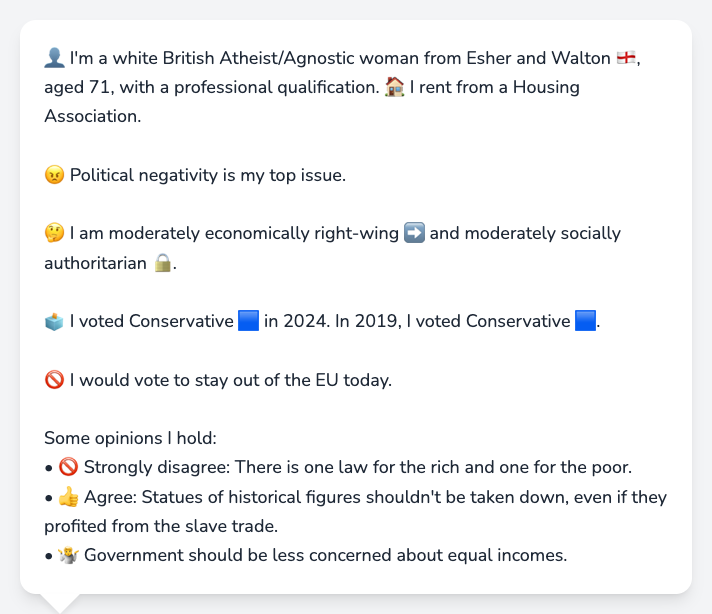 👤 I'm a white British Atheist/Agnostic woman from Esher and Walton 🏴󠁧󠁢󠁥󠁮󠁧󠁿,
aged 71, with a professional qualification. 🏠 I rent from a Housing
Association.
😠 Political negativity is my top issue.
🤔 I am moderately economically right-wing ➡️ and moderately socially
authoritarian 🔒.
🗳️ I voted Conservative 🟦 in 2024. In 2019, I voted Conservative 🟦.
🚫 I would vote to stay out of the EU today.
Some opinions I hold:
• 🚫 Strongly disagree: There is one law for the rich and one for the poor.
• 👍 Agree: Statues of historical figures shouldn't be taken down, even if they
profited from the slave trade.
• 🤷 Government should be less concerned about equal incomes.